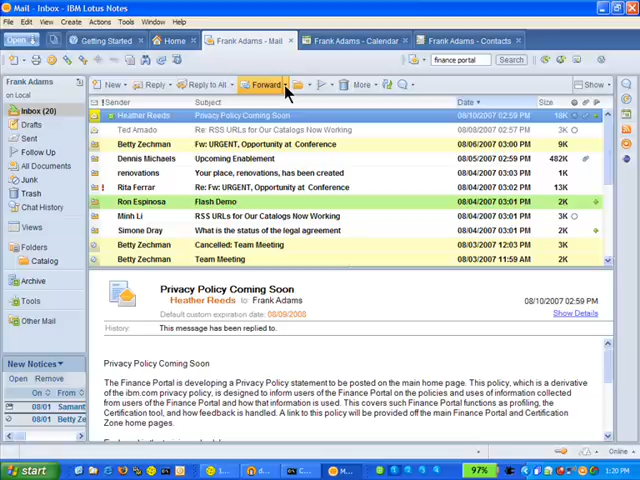 Mail - Inbox - IBM Lotus Notes
File Edit View Create Actions Tools Window Help
Open Getting Started Home Frank Adams - Mail Frank Adams - Calendar Frank Adams - Contacts
finance portal Search
Frank Adams
on Local
New Reply Reply to All Forward More Show
Inbox (20)
Drafts
Sent
Follow Up
All Documents
Junk
Trash
Chat History
Views
Folders
Catalog
Archive
Tools
Other Mail
Sender Subject Date Size
Heather Reeds Privacy Policy Coming Soon 08/10/2007 02:59 PM 18K
Ted Amado Re: RSS URLs for Our Catalogs Now Working 08/08/2007 02:57 PM 3K
Betty Zechman Fw: URGENT, Opportunity at Conference 08/06/2007 03:00 PM 9K
Dennis Michaels Upcoming Enablement 08/05/2007 02:59 PM 482K
renovations Your place, renovations, has been created 08/04/2007 03:03 PM 4K
Rita Ferrar Re: Fw: URGENT, Opportunity at Conference 08/04/2007 03:02 PM 13K
Ron Espinosa Flash Demo 08/04/2007 03:01 PM 2K
Minh Li RSS URLs for Our Catalogs Now Working 08/04/2007 03:01 PM 3K
Simone Dray What is the status of the legal agreement 08/04/2007 03:01 PM 2K
Betty Zechman Cancelled: Team Meeting 08/03/2007 12:03 PM 2K
Betty Zechman Team Meeting 08/03/2007 11:59 AM 2K
Privacy Policy Coming Soon
Heather Reeds to: Frank Adams 08/10/2007 02:59 PM
Default custom expiration date: 08/09/2008 Show Details
History: This message has been replied to.
Privacy Policy Coming Soon
The Finance Portal is developing a Privacy Policy statement to be posted on the main home page. This policy, which is a derivative
of the ibm.com privacy policy, is designed to inform users of the Finance Portal on the policies and uses of information collected
from users of the Portal and how that information is used. This covers such Finance Portal functions as profiling, the
Certification tool, and how feedback is handled. A link to this policy will be provided off the main Finance Portal and Certification
Zone home pages.
New Notices
Open Remove
On From
08/01 Samant
08/01 Betty Ze
Online
start 97% 1:20 PM